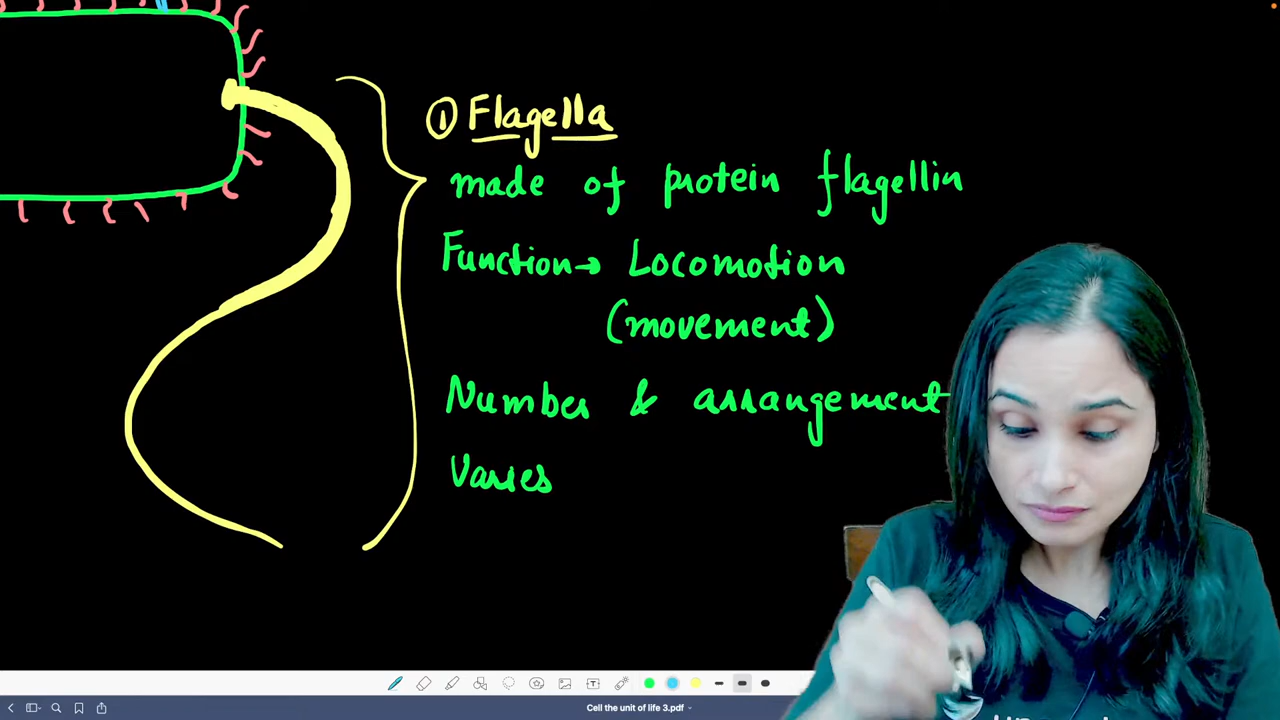 ① Flagella
made of protein flagellin
Function → Locomotion
(movement)
Number & arrangement
Varies
Cell the unit of life 3.pdf